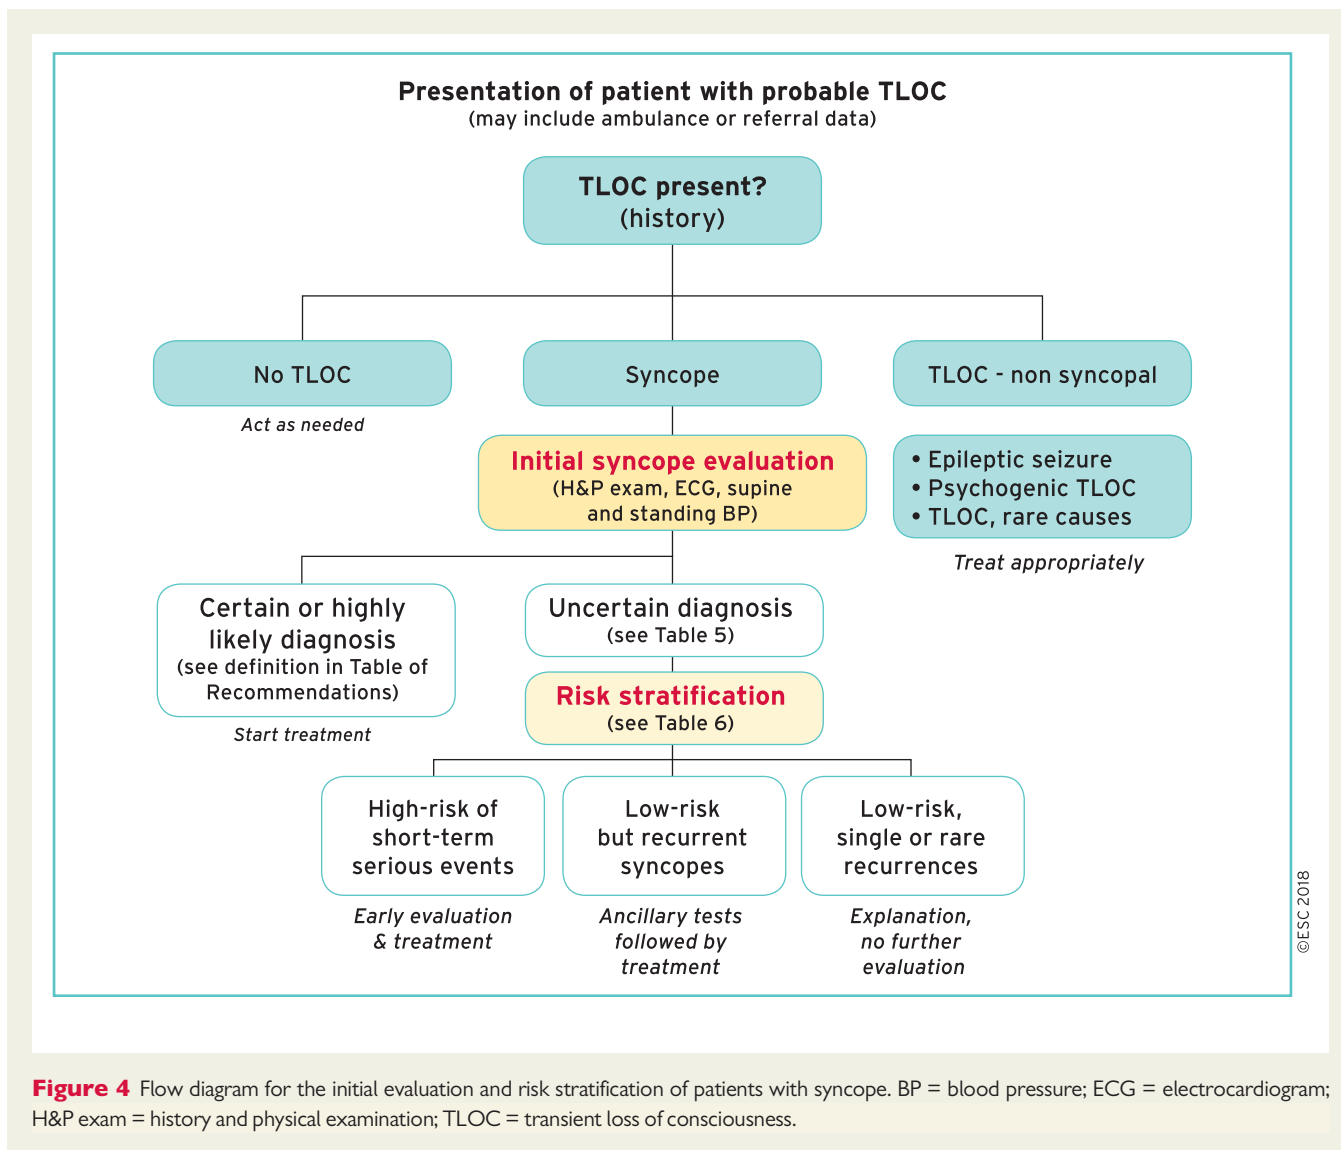 Presentation of patient with probable TLOC
(may include ambulance or referral data)
TLOC present?
(history)
No TLOC
Act as needed
Syncope
TLOC - non syncopal
Initial syncope evaluation
(H&P exam, ECG, supine
and standing BP)
• Epileptic seizure
• Psychogenic TLOC
• TLOC, rare causes
Treat appropriately
Certain or highly
likely diagnosis
(see definition in Table of
Recommendations)
Start treatment
Uncertain diagnosis
(see Table 5)
Risk stratification
(see Table 6)
High-risk of
short-term
serious events
Early evaluation
& treatment
Low-risk
but recurrent
syncopes
Ancillary tests
followed by
treatment
Low-risk,
single or rare
recurrences
Explanation,
no further
evaluation
©ESC 2018
Figure 4 Flow diagram for the initial evaluation and risk stratification of patients with syncope. BP = blood pressure; ECG = electrocardiogram;
H&P exam = history and physical examination; TLOC = transient loss of consciousness.